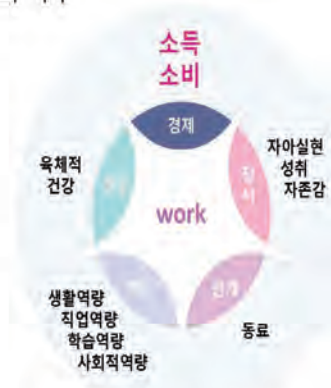 소득
소비
경제
육체적
건강
자아실현
성취
자존감
정서
work
관계
생활역량
직업역량
학습역량
사회적역량
동료